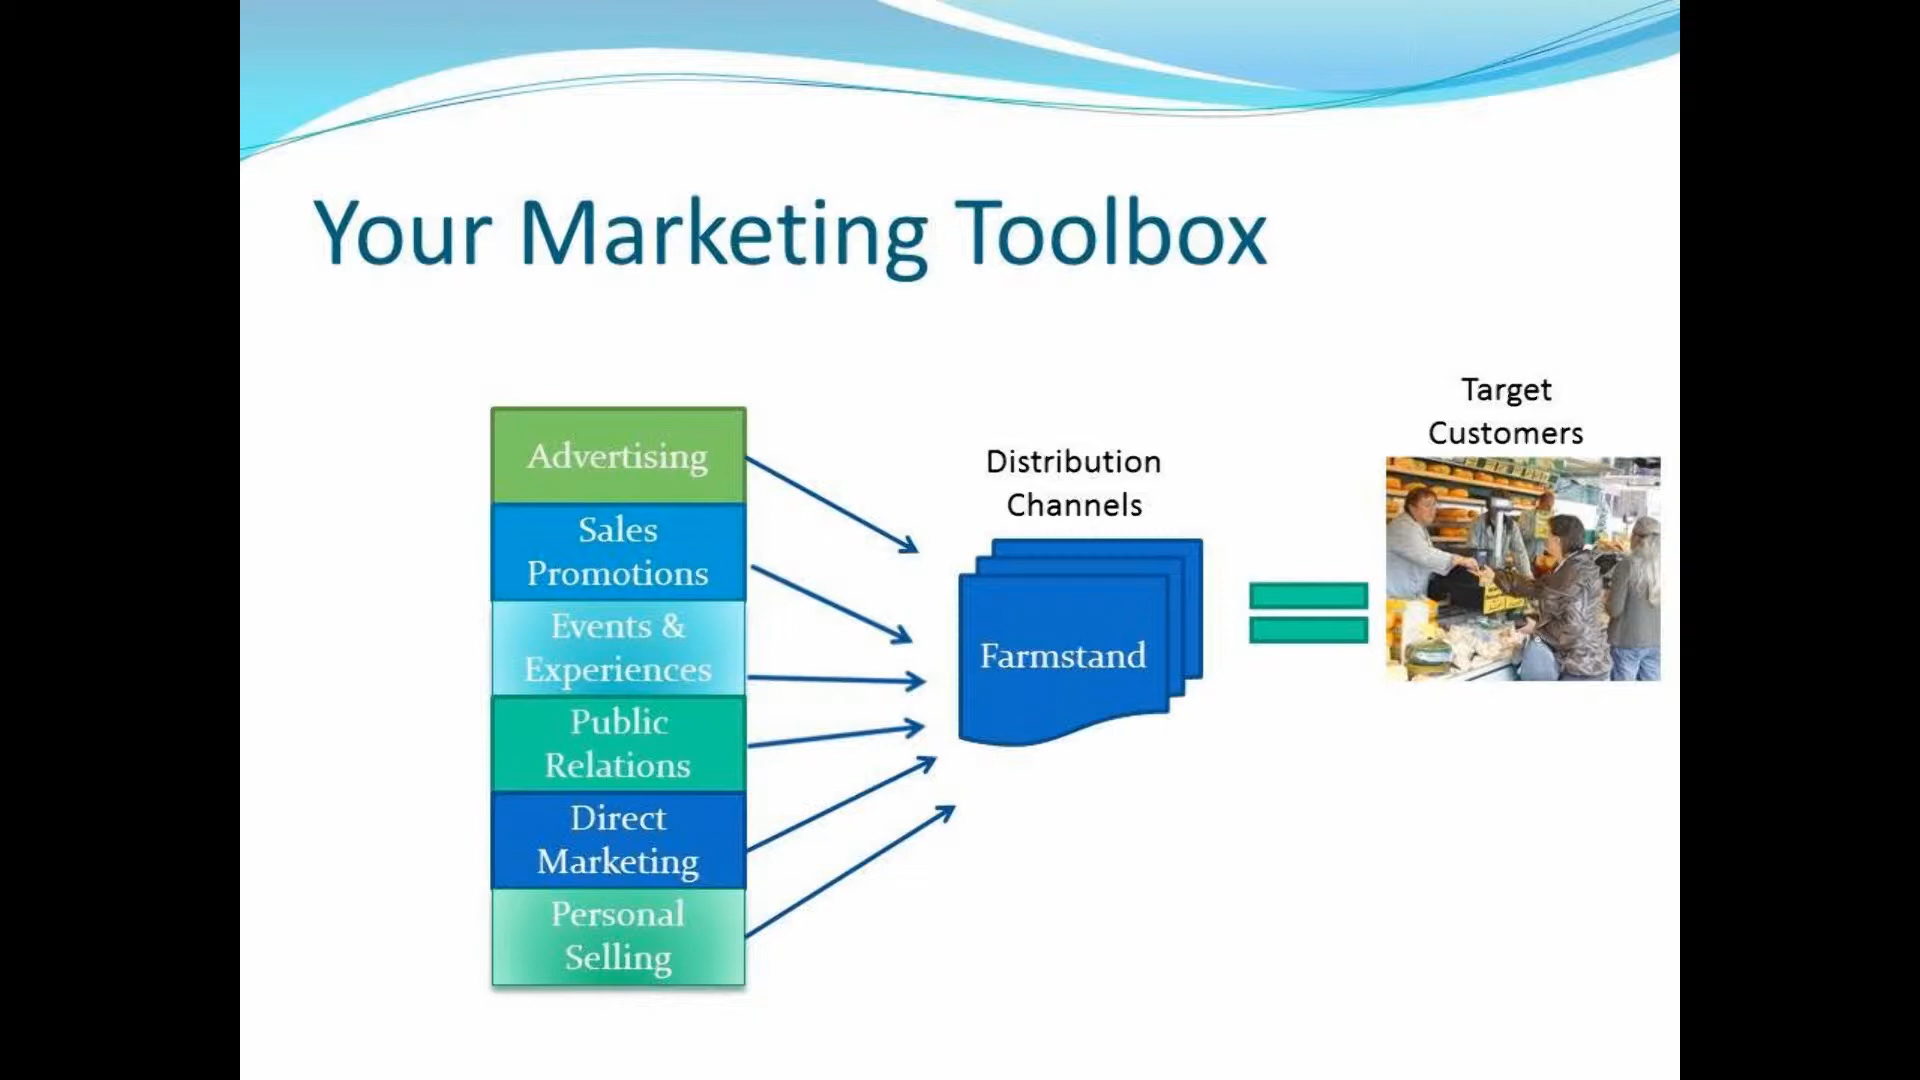 Your Marketing Toolbox
Advertising
Sales
Promotions
Events &
Experiences
Public
Relations
Direct
Marketing
Personal
Selling
Distribution
Channels
Farmstand
Target
Customers